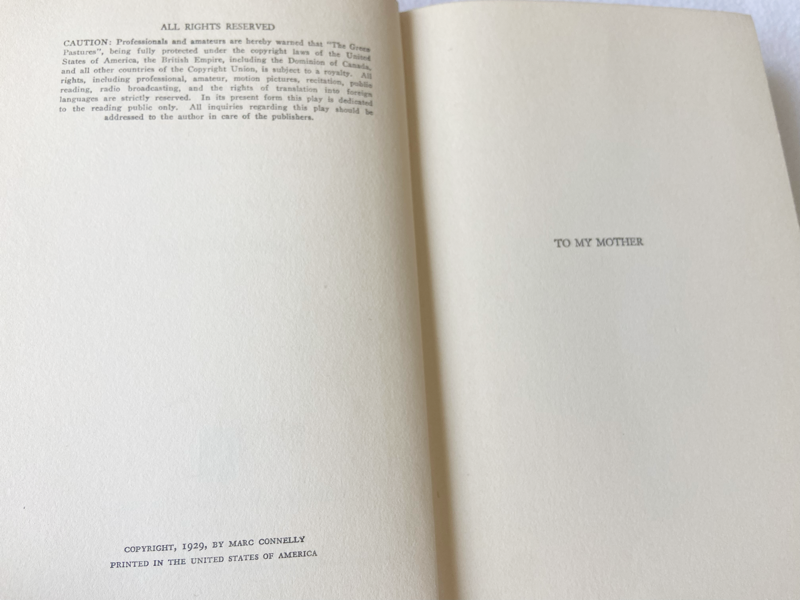 ALL RIGHTS RESERVED
CAUTION: Professionals and amateurs are hereby warned that "The Green
Pastures", being fully protected under the copyright laws of the United
States of America, the British Empire, including the Dominion of Canada,
and all other countries of the Copyright Union, is subject to a royalty. All
rights, including professional, amateur, motion pictures, recitation, public
reading, radio broadcasting, and the rights of translation into foreign
languages are strictly reserved. In its present form this play is dedicated
to the reading public only. All inquiries regarding this play should be
addressed to the author in care of the publishers.
COPYRIGHT, 1929, BY MARC CONNELLY
PRINTED IN THE UNITED STATES OF AMERICA
TO MY MOTHER